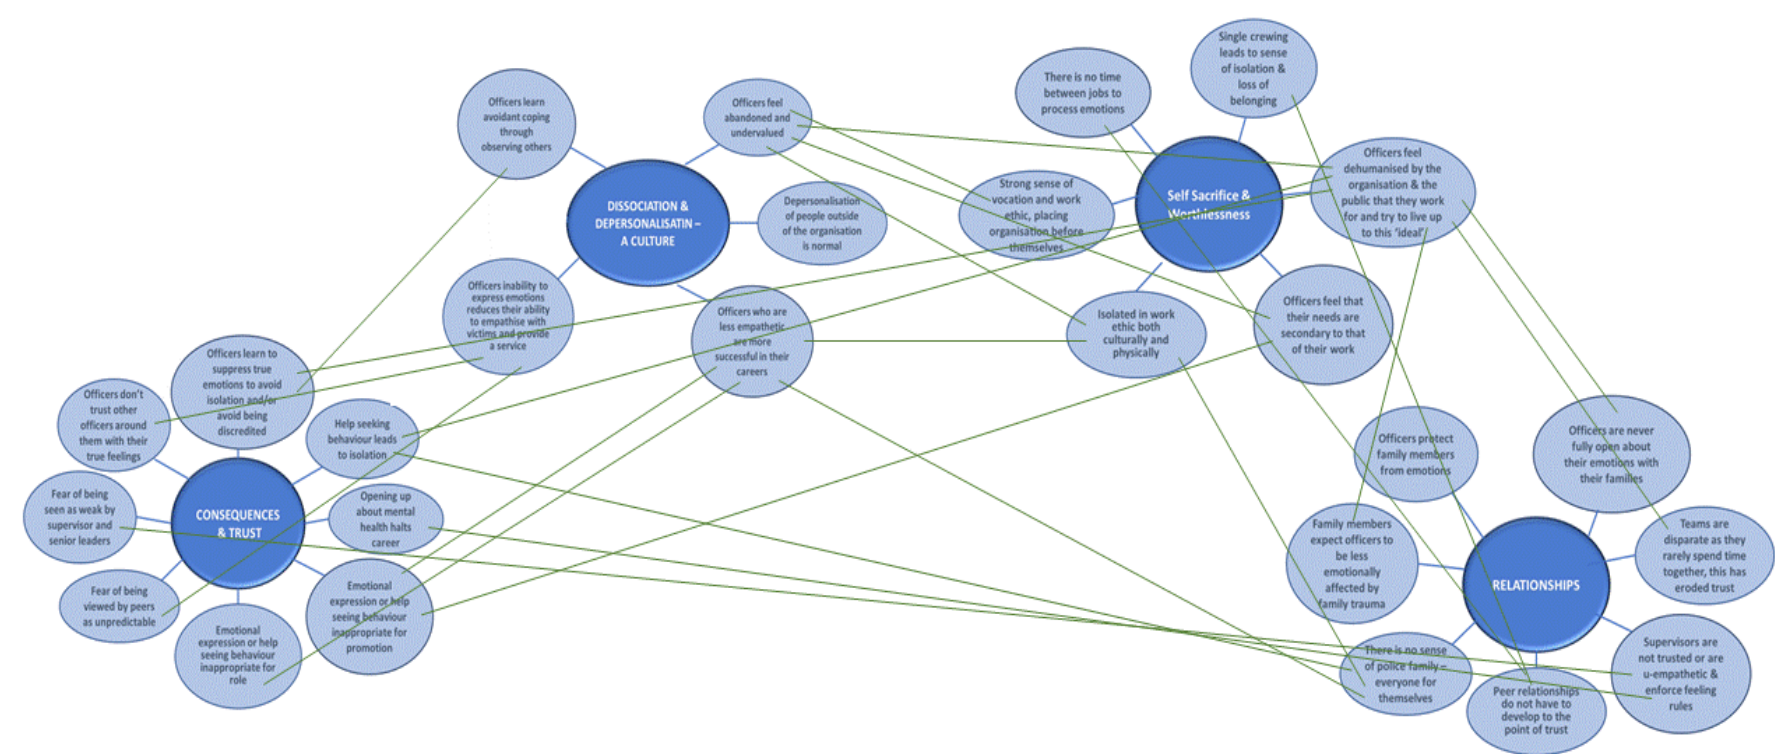 Single crewing
leads to sense
of isolation &
loss of
belonging
There is no time
between jobs to
process emotions
Officers learn
avoidant coping
through
observing others
Officers feel
abandoned and
undervalued
Officers feel
dehumanised by the
organisation & the
public that they work
for and try to live up
to this 'ideal'
Strong sense of
vocation and work
ethic, placing
organisation before
themselves
Self Sacrifice &
Worthlessness
DISSOCIATION &
DEPERSONALISATIN –
A CULTURE
Depersonalisation
of people outside
of the organisation
is normal
Officers inability to
express emotions
reduces their ability
to empathise with
victims and provide
a service
Officers who are
less empathetic
are more
successful in their
careers
Isolated in work
ethic both
culturally and
physically
Officers feel that
their needs are
secondary to that
of their work
Officers learn to
suppress true
emotions to avoid
isolation and/or
avoid being
discredited
Officers don't
trust other
officers around
them with their
true feelings
Help seeking
behaviour leads
to isolation
Fear of being
seen as weak by
supervisor and
senior leaders
CONSEQUENCES
& TRUST
Opening up
about mental
health halts
career
Fear of being
viewed by peers
as unpredictable
Emotional
expression or help
seeing behaviour
inappropriate for
role
Emotional
expression or help
seeing behaviour
inappropriate for
promotion
Officers protect
family members
from emotions
Officers are never
fully open about
their emotions with
their families
Family members
expect officers to
be less
emotionally
affected by
family trauma
RELATIONSHIPS
Teams are
disparate as they
rarely spend time
together, this has
eroded trust
There is no sense
of police family –
everyone for
themselves
Peer relationships
do not have to
develop to the
point of trust
Supervisors are
not trusted or are
u-empathetic &
enforce feeling
rules